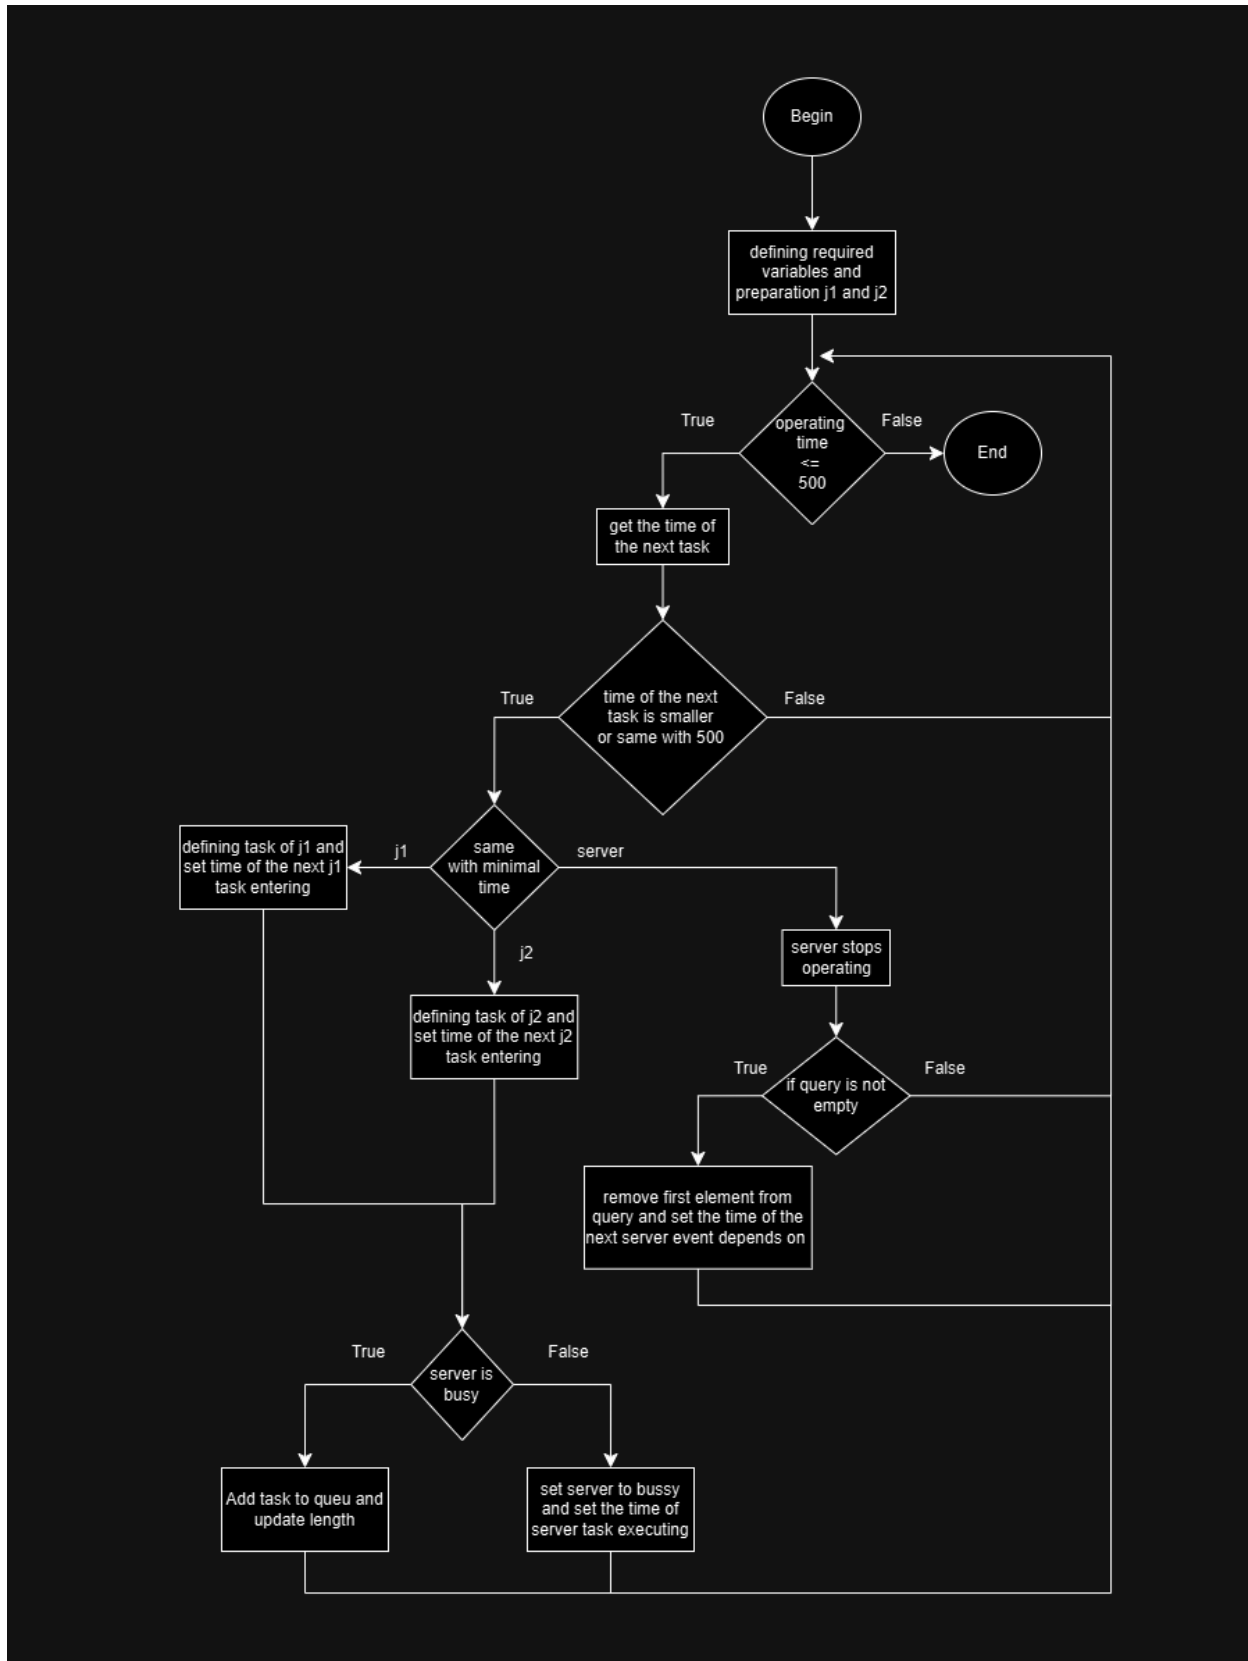 Begin
defining required
variables and
preparation j1 and j2
True
operating
time
<=
500
False
End
get the time of
the next task
True
time of the next
task is smaller
or same with 500
False
defining task of j1 and
set time of the next j1
task entering
j1
same
with minimal
time
server
j2
server stops
operating
defining task of j2 and
set time of the next j2
task entering
True
if query is not
empty
False
remove first element from
query and set the time of the
next server event depends on
True
server is
busy
False
Add task to queu and
update length
set server to bussy
and set the time of
server task executing